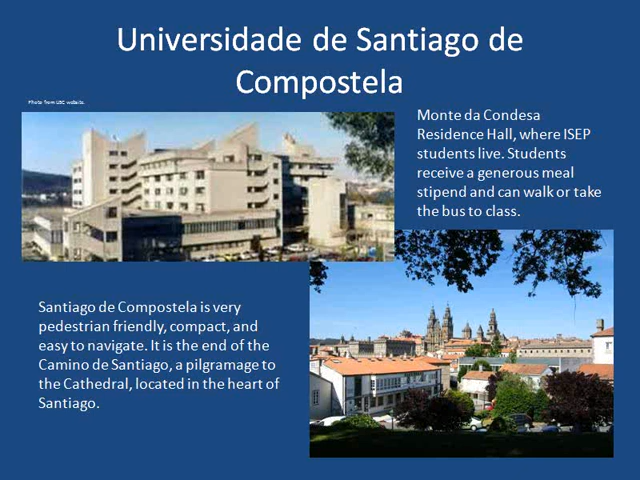 Universidade de Santiago de
Compostela
Photo from USC website.
Monte da Condesa
Residence Hall, where ISEP
students live. Students
receive a generous meal
stipend and can walk or take
the bus to class.
Santiago de Compostela is very
pedestrian friendly, compact, and
easy to navigate. It is the end of the
Camino de Santiago, a pilgramage to
the Cathedral, located in the heart of
Santiago.